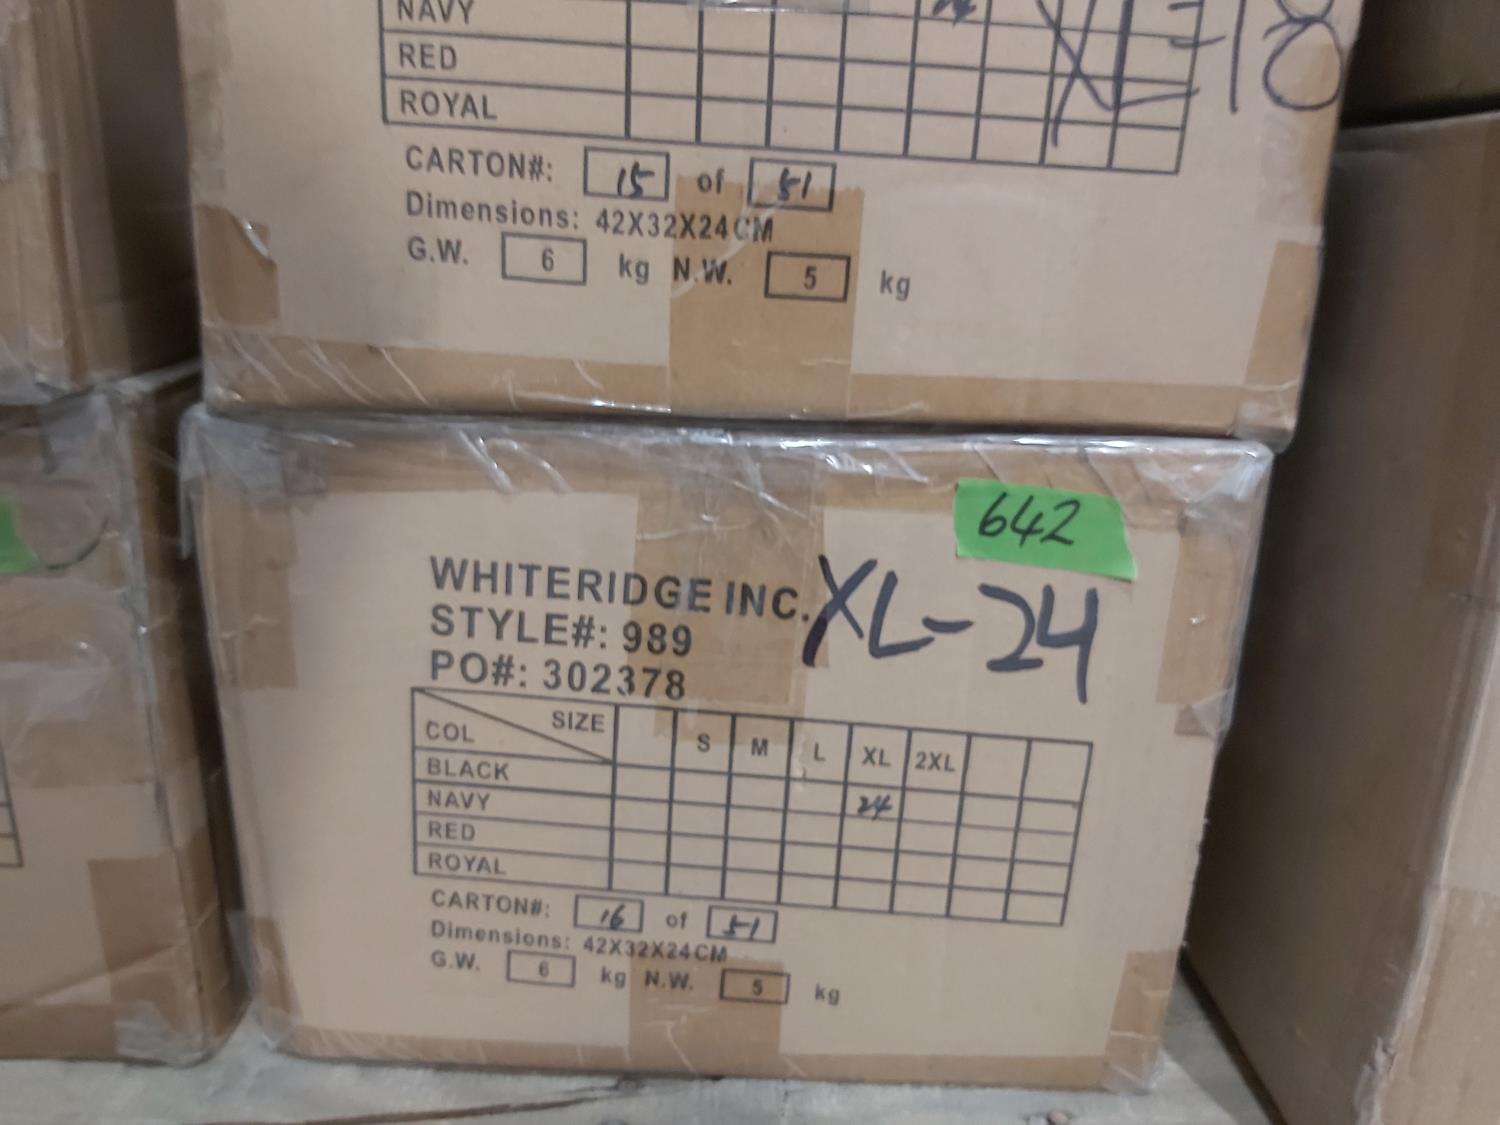 NAVY 24
RED
ROYAL
XL-18
CARTON#: 15 of 51
Dimensions: 42X32X24CM
G.W. 6 kg N.W. 5 kg
642
WHITERIDGE INC. XL-24
STYLE#: 989
PO#: 302378
COL SIZE S M L XL 2XL
BLACK
NAVY 24
RED
ROYAL
CARTON#: 16 of 51
Dimensions: 42X32X24CM
G.W. 6 kg N.W. 5 kg